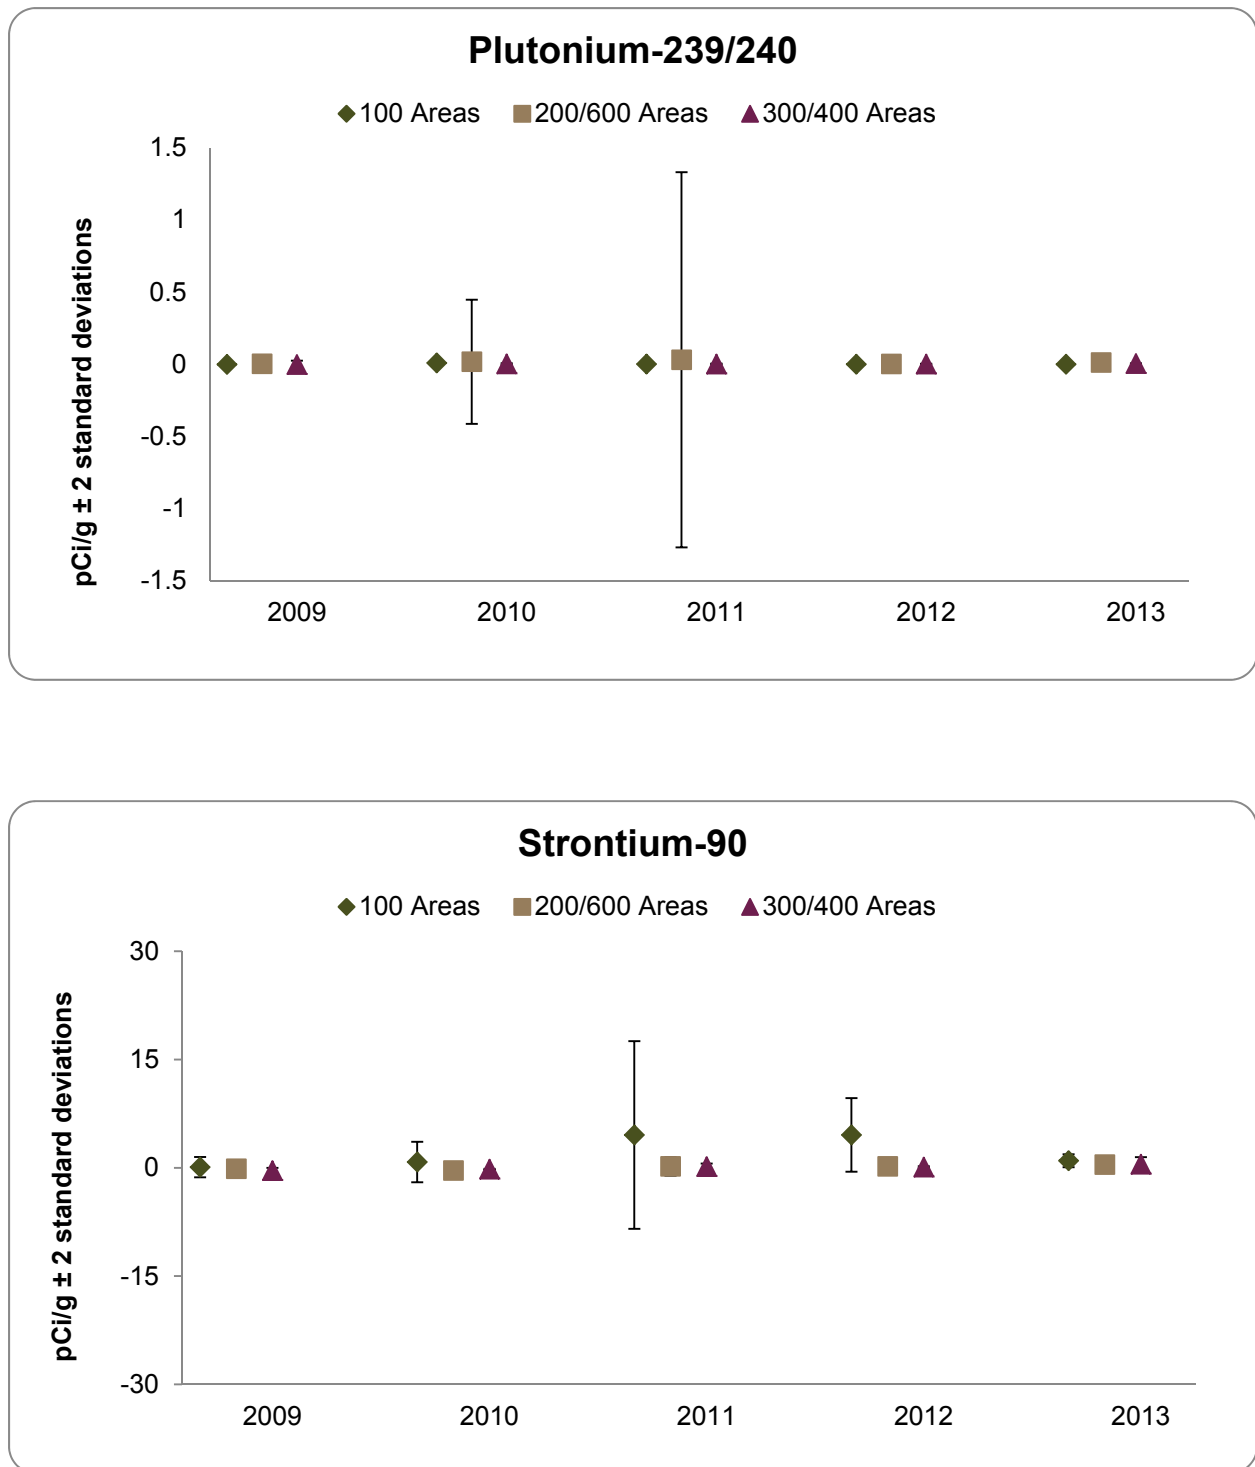 Plutonium-239/240
100 Areas 200/600 Areas 300/400 Areas
pCi/g ± 2 standard deviations
1.5
1
0.5
0
-0.5
-1
-1.5
2009 2010 2011 2012 2013
Strontium-90
100 Areas 200/600 Areas 300/400 Areas
pCi/g ± 2 standard deviations
30
15
0
-15
-30
2009 2010 2011 2012 2013